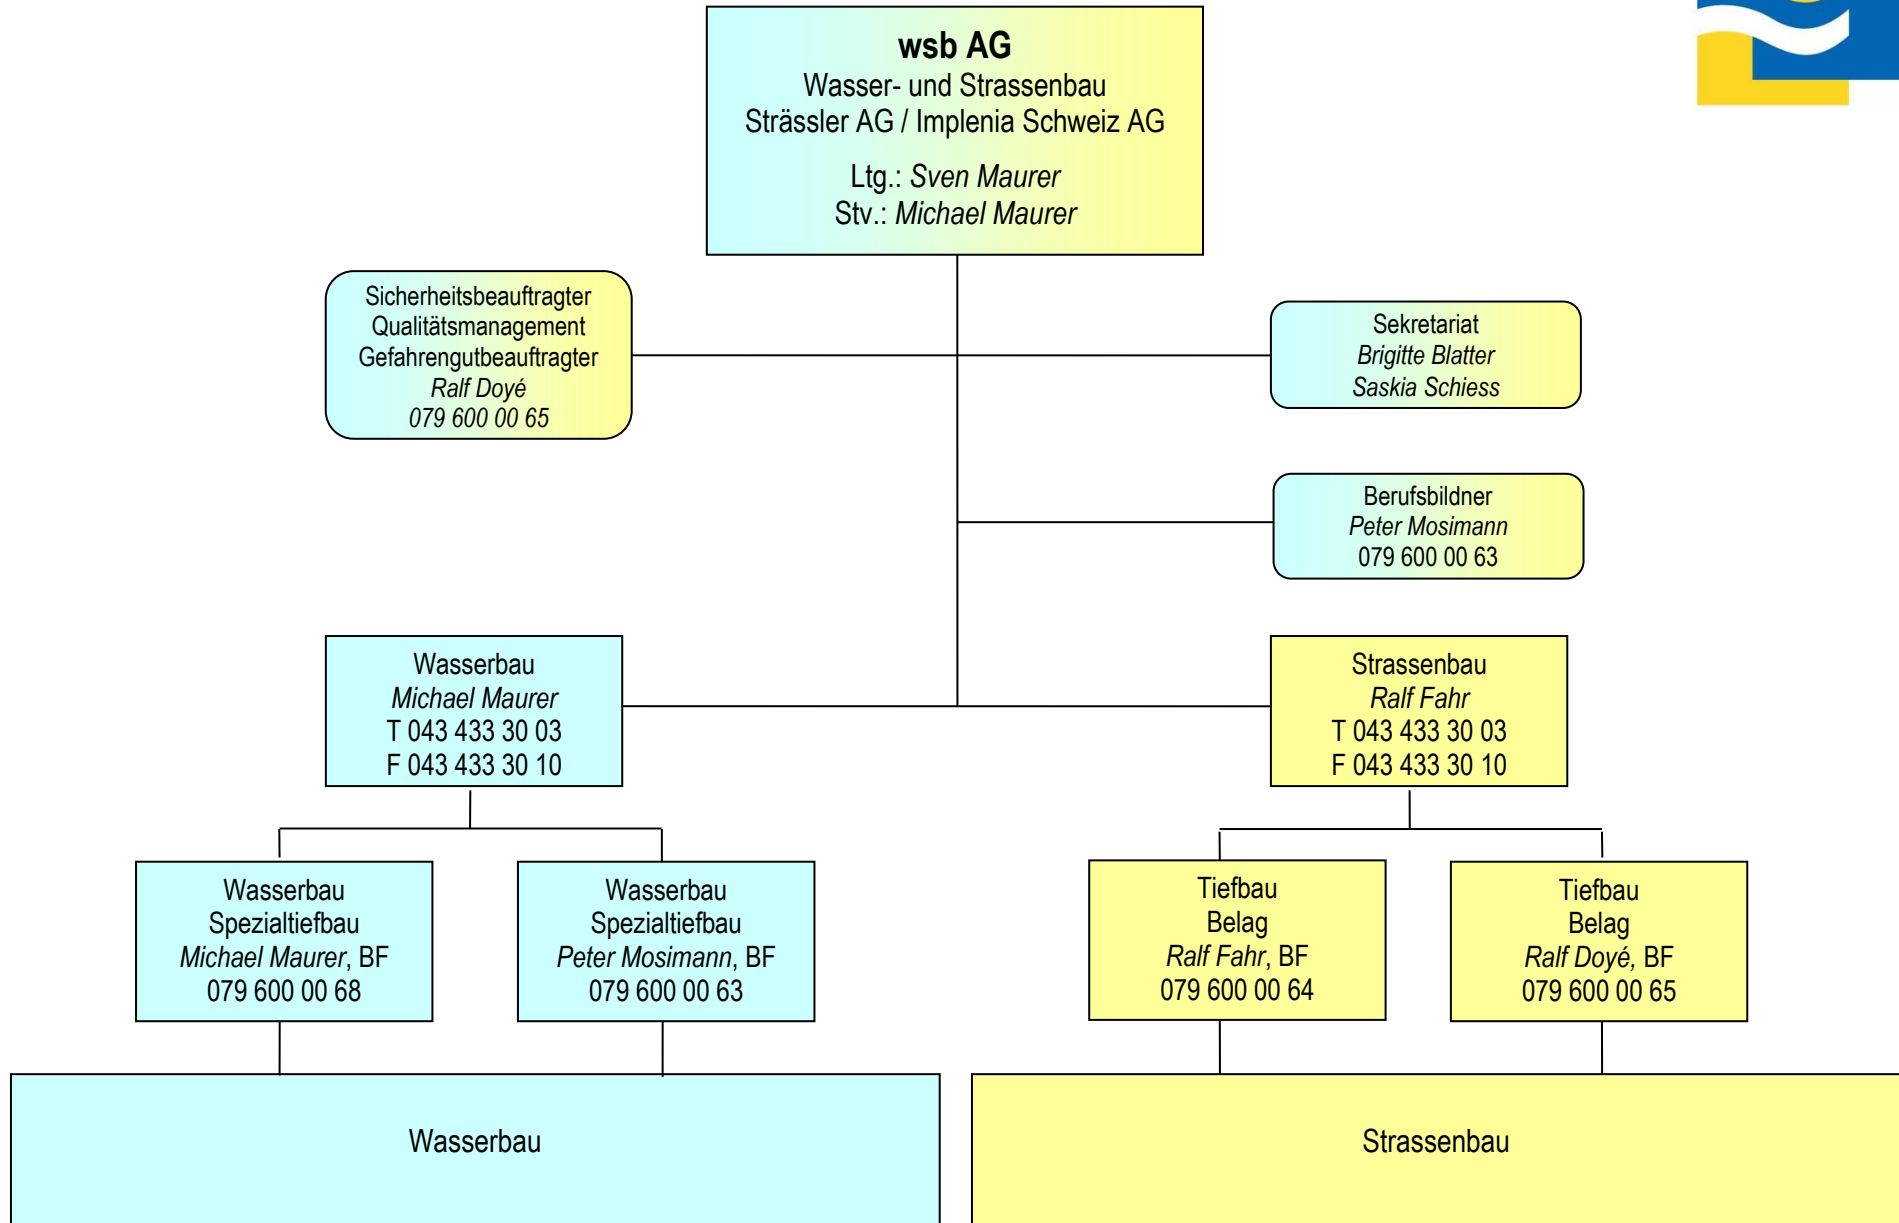 wsb AG
Wasser- und Strassenbau
Strässler AG / Implenia Schweiz AG
Ltg.: Sven Maurer
Stv.: Michael Maurer
Sicherheitsbeauftragter
Qualitätsmanagement
Gefahrengutbeauftragter
Ralf Doyé
079 600 00 65
Sekretariat
Brigitte Blatter
Saskia Schiess
Berufsbildner
Peter Mosimann
079 600 00 63
Wasserbau
Michael Maurer
T 043 433 30 03
F 043 433 30 10
Strassenbau
Ralf Fahr
T 043 433 30 03
F 043 433 30 10
Wasserbau
Spezialtiefbau
Michael Maurer, BF
079 600 00 68
Wasserbau
Spezialtiefbau
Peter Mosimann, BF
079 600 00 63
Tiefbau
Belag
Ralf Fahr, BF
079 600 00 64
Tiefbau
Belag
Ralf Doyé, BF
079 600 00 65
Wasserbau
Strassenbau